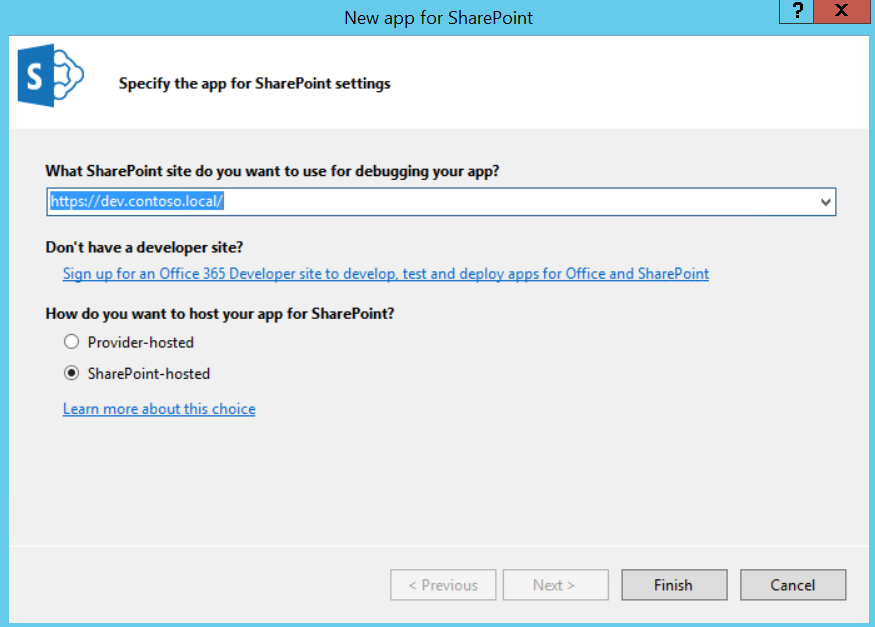 New app for SharePoint
? X
S
Specify the app for SharePoint settings
What SharePoint site do you want to use for debugging your app?
https://dev.contoso.local/
Don't have a developer site?
Sign up for an Office 365 Developer site to develop, test and deploy apps for Office and SharePoint
How do you want to host your app for SharePoint?
Provider-hosted
SharePoint-hosted
Learn more about this choice
< Previous Next > Finish Cancel